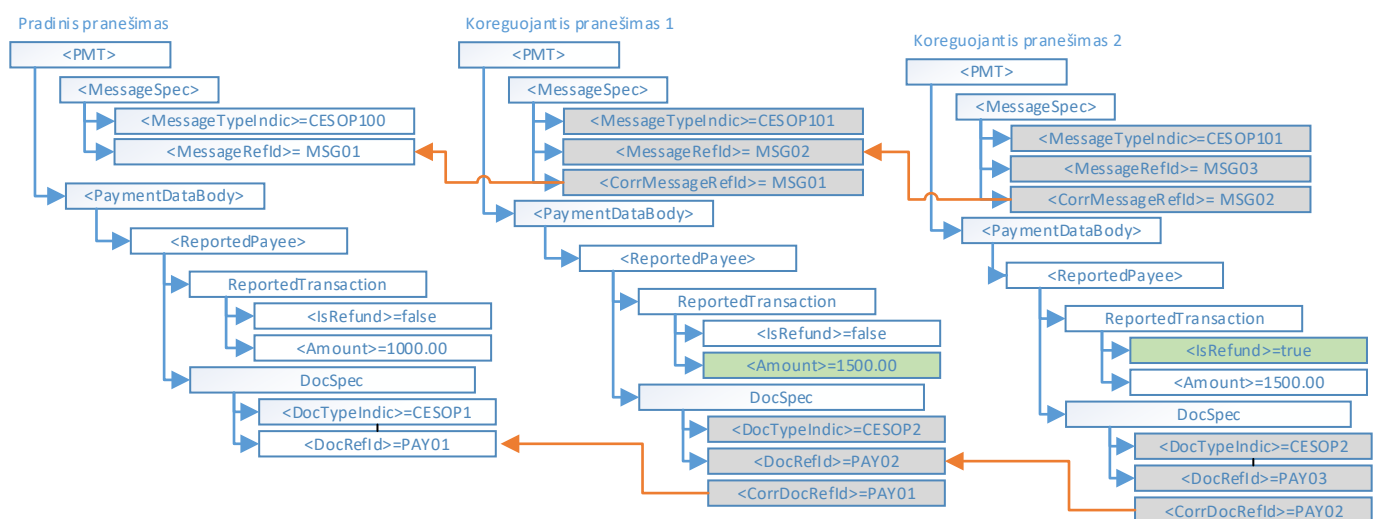 Pradinis pranešimas
<PMT>
<MessageSpec>
<MessageTypeIndic>=CESOP100
<MessageRefId>= MSG01
<PaymentDataBody>
<ReportedPayee>
ReportedTransaction
<IsRefund>=false
<Amount>=1000.00
DocSpec
<DocTypeIndic>=CESOP1
<DocRefId>=PAY01
Koreguojantis pranešimas 1
<PMT>
<MessageSpec>
<MessageTypeIndic>=CESOP101
<MessageRefId>= MSG02
<CorrMessageRefId>= MSG01
<PaymentDataBody>
<ReportedPayee>
ReportedTransaction
<IsRefund>=false
<Amount>=1500.00
DocSpec
<DocTypeIndic>=CESOP2
<DocRefId>=PAY02
<CorrDocRefId>=PAY01
Koreguojantis pranešimas 2
<PMT>
<MessageSpec>
<MessageTypeIndic>=CESOP101
<MessageRefId>= MSG03
<CorrMessageRefId>= MSG02
<PaymentDataBody>
<ReportedPayee>
ReportedTransaction
<IsRefund>=true
<Amount>=1500.00
DocSpec
<DocTypeIndic>=CESOP2
<DocRefId>=PAY03
<CorrDocRefId>=PAY02